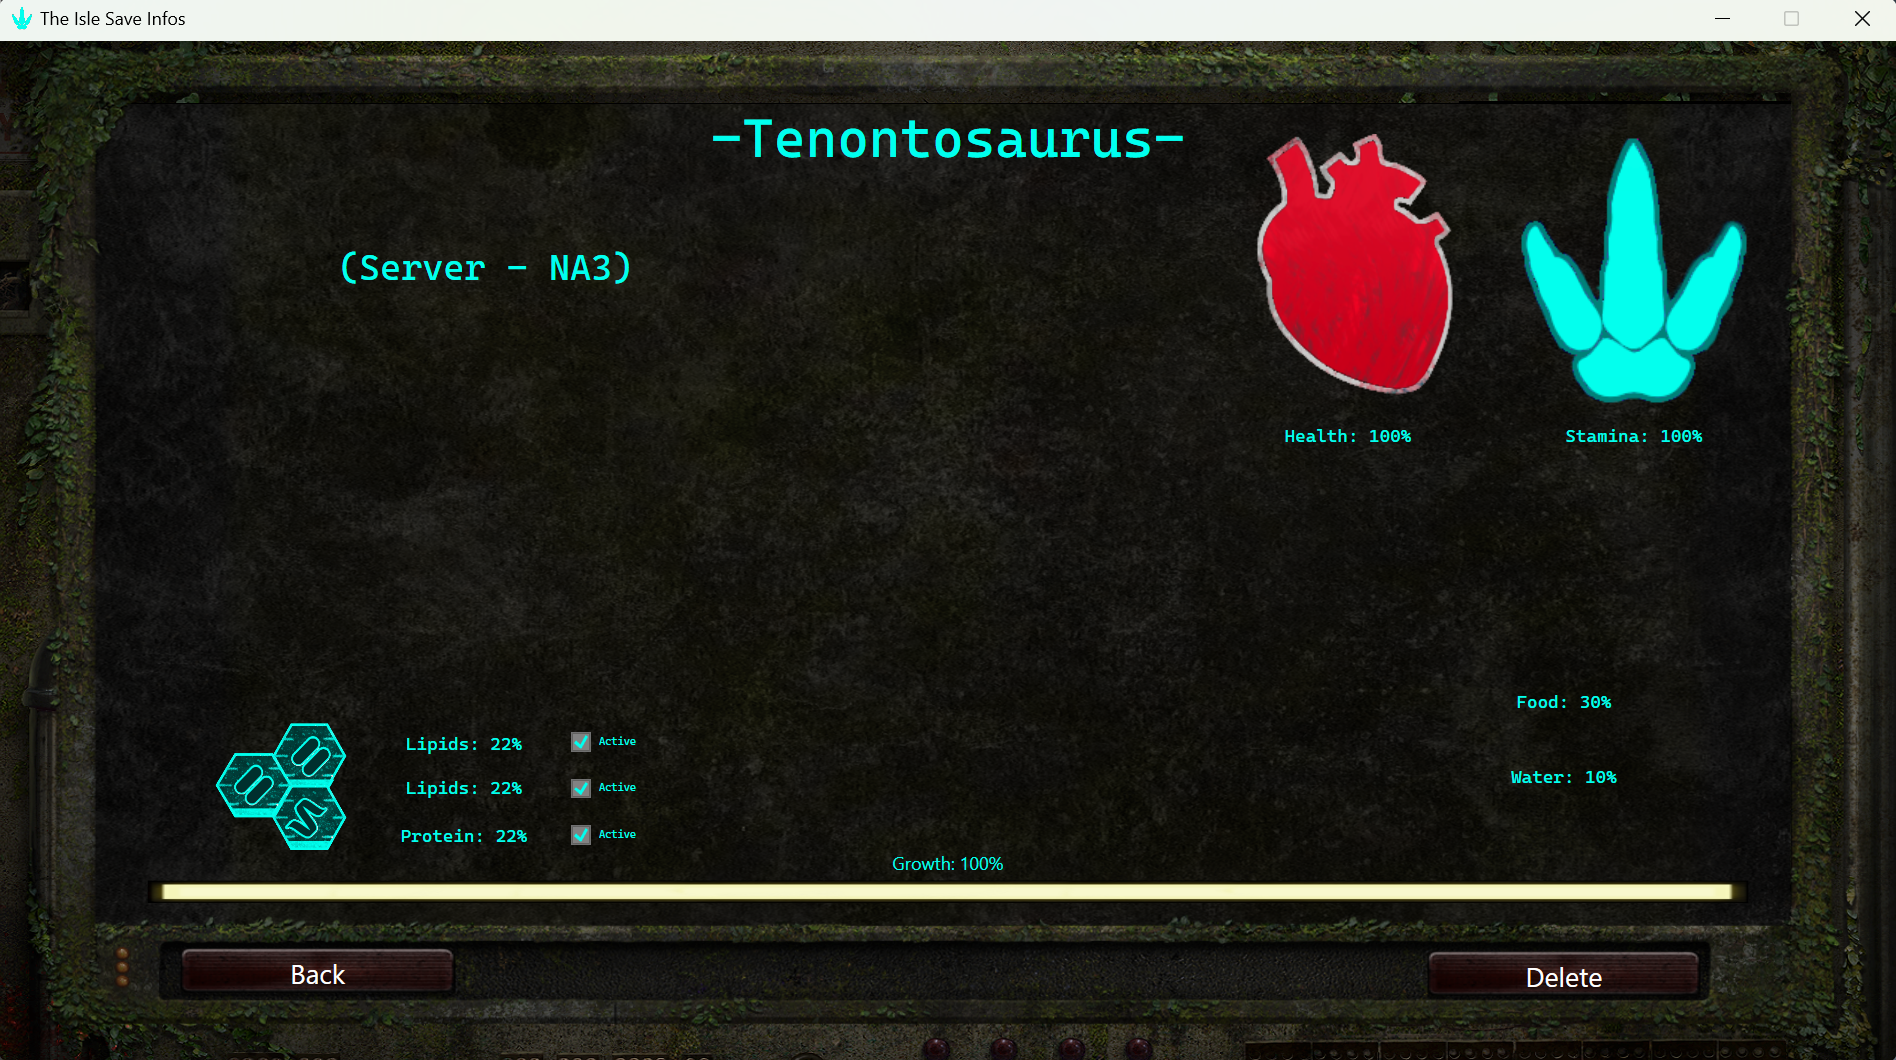 The Isle Save Infos
-Tenontosaurus-
(Server - NA3)
Health: 100%
Stamina: 100%
Food: 30%
Water: 10%
Lipids: 22%
Active
Lipids: 22%
Active
Protein: 22%
Active
Growth: 100%
Back
Delete